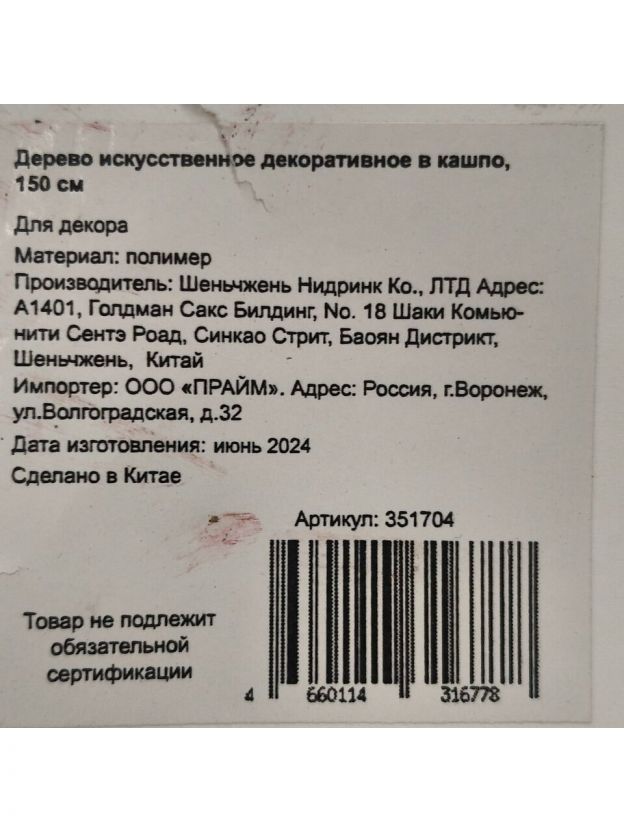 Дерево искусственное декоративное в кашпо,
150 см
Для декора
Материал: полимер
Производитель: Шеньчжень Нидринк Ко., ЛТД Адрес:
А1401, Голдман Сакс Билдинг, No. 18 Шаки Комью-
нити Сентэ Роад, Синкао Стрит, Баоян Дистрикт,
Шеньчжень, Китай
Импортер: ООО «ПРАЙМ». Адрес: Россия, г.Воронеж,
ул.Волгоградская, д.32
Дата изготовления: июнь 2024
Сделано в Китае
Артикул: 351704
Товар не подлежит
обязательной
сертификации
4 660114 316778